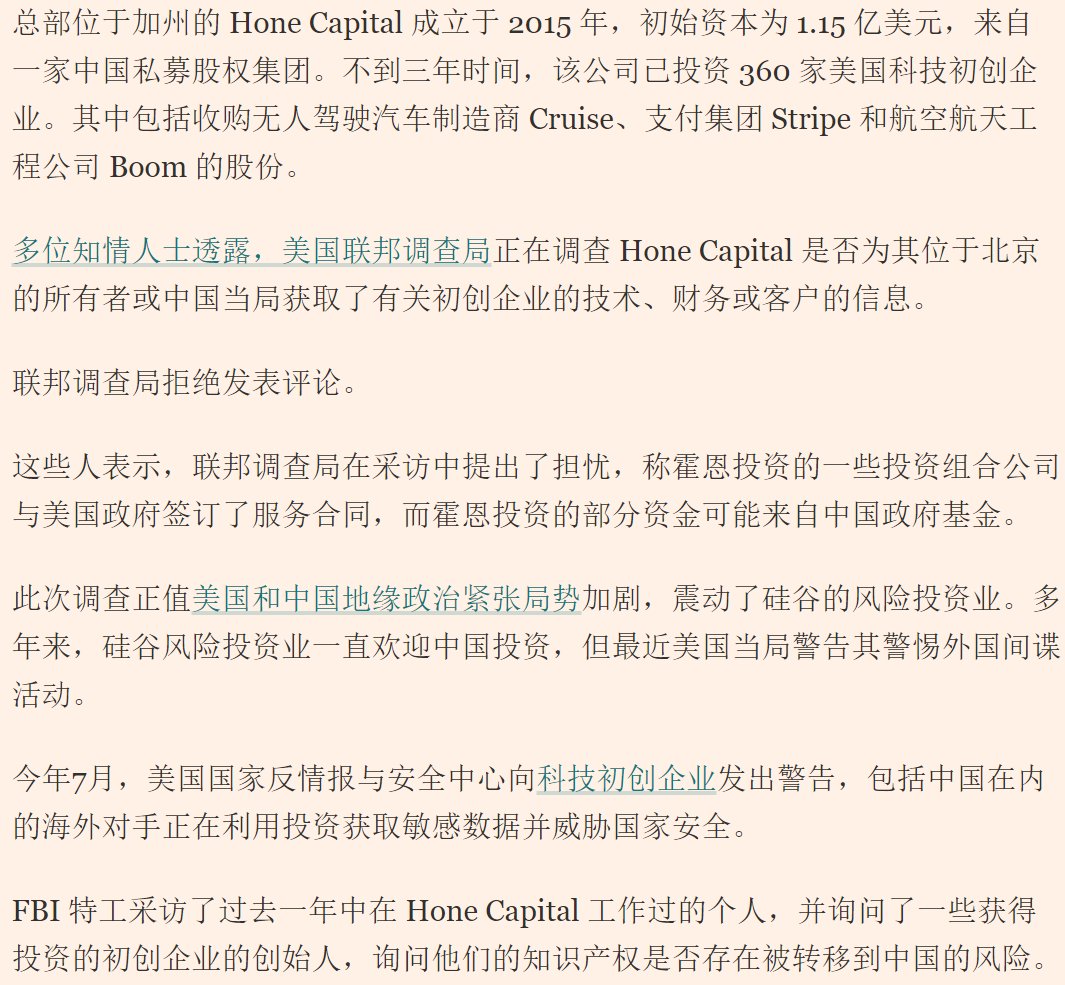 总部位于加州的 Hone Capital 成立于 2015 年，初始资本为 1.15 亿美元，来自
一家中国私募股权集团。不到三年时间，该公司已投资 360 家美国科技初创企
业。其中包括收购无人驾驶汽车制造商 Cruise、支付集团 Stripe 和航空航天工
程公司 Boom 的股份。
多位知情人士透露，美国联邦调查局正在调查 Hone Capital 是否为其位于北京
的所有者或中国当局获取了有关初创企业的技术、财务或客户的信息。
联邦调查局拒绝发表评论。
这些人表示，联邦调查局在采访中提出了担忧，称霍恩投资的一些投资组合公司
与美国政府签订了服务合同，而霍恩投资的部分资金可能来自中国政府基金。
此次调查正值美国和中国地缘政治紧张局势加剧，震动了硅谷的风险投资业。多
年来，硅谷风险投资业一直欢迎中国投资，但最近美国当局警告其警惕外国间谍
活动。
今年7月，美国国家反情报与安全中心向科技初创企业发出警告，包括中国在内
的海外对手正在利用投资获取敏感数据并威胁国家安全。
FBI 特工采访了过去一年中在 Hone Capital 工作过的个人，并询问了一些获得
投资的初创企业的创始人，询问他们的知识产权是否存在被转移到中国的风险。